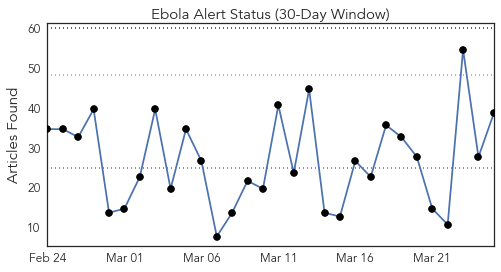 Ebola Alert Status (30-Day Window)
60
50
40
30
20
10
Articles Found
Feb 24
Mar 01
Mar 06
Mar 11
Mar 16
Mar 21